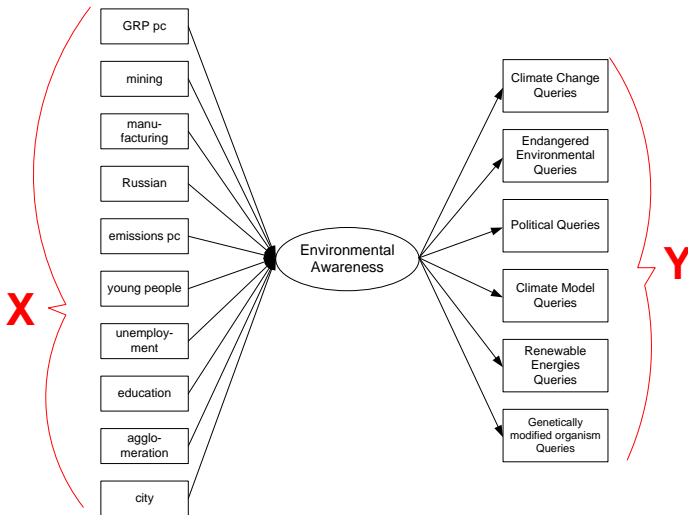 GRP pc
mining
manu-
facturing
Russian
emissions pc
young people
unemploy-
ment
education
agglo-
meration
city
X
Environmental
Awareness
Climate Change
Queries
Endangered
Environmental
Queries
Political Queries
Climate Model
Queries
Renewable
Energies
Queries
Genetically
modified organism
Queries
Y